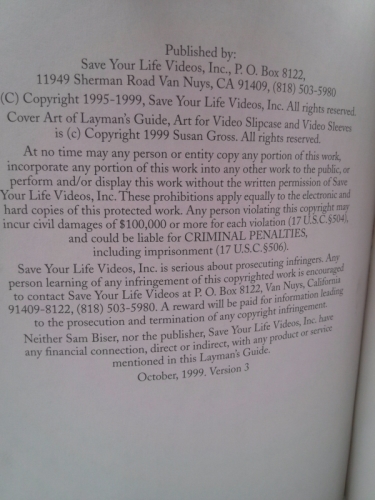 Published by:
Save Your Life Videos, Inc., P. O. Box 8122,
11949 Sherman Road Van Nuys, CA 91409, (818) 503-5980
(C) Copyright 1995-1999, Save Your Life Videos, Inc. All rights reserved.
Cover Art of Layman's Guide, Art for Video Slipcase and Video Sleeves
is (c) Copyright 1999 Susan Gross. All rights reserved.
At no time may any person or entity copy any portion of this work,
incorporate any portion of this work into any other work to the public, or
perform and/or display this work without the written permission of Save
Your Life Videos, Inc. These prohibitions apply equally to the electronic and
hard copies of this protected work. Any person violating this copyright may
incur civil damages of $100,000 or more for each violation (17 U.S.C §504),
and could be liable for CRIMINAL PENALTIES,
including imprisonment (17 U.S.C.§506).
Save Your Life Videos, Inc. is serious about prosecuting infringers. Any
person learning of any infringement of this copyrighted work is encouraged
to contact Save Your Life Videos at P. O. Box 8122, Van Nuys, California
91409-8122, (818) 503-5980. A reward will be paid for information leading
to the prosecution and termination of any copyright infringement.
Neither Sam Biser, nor the publisher, Save Your Life Videos, Inc. have
any financial connection, direct or indirect, with any product or service
mentioned in this Layman's Guide.
October, 1999. Version 3